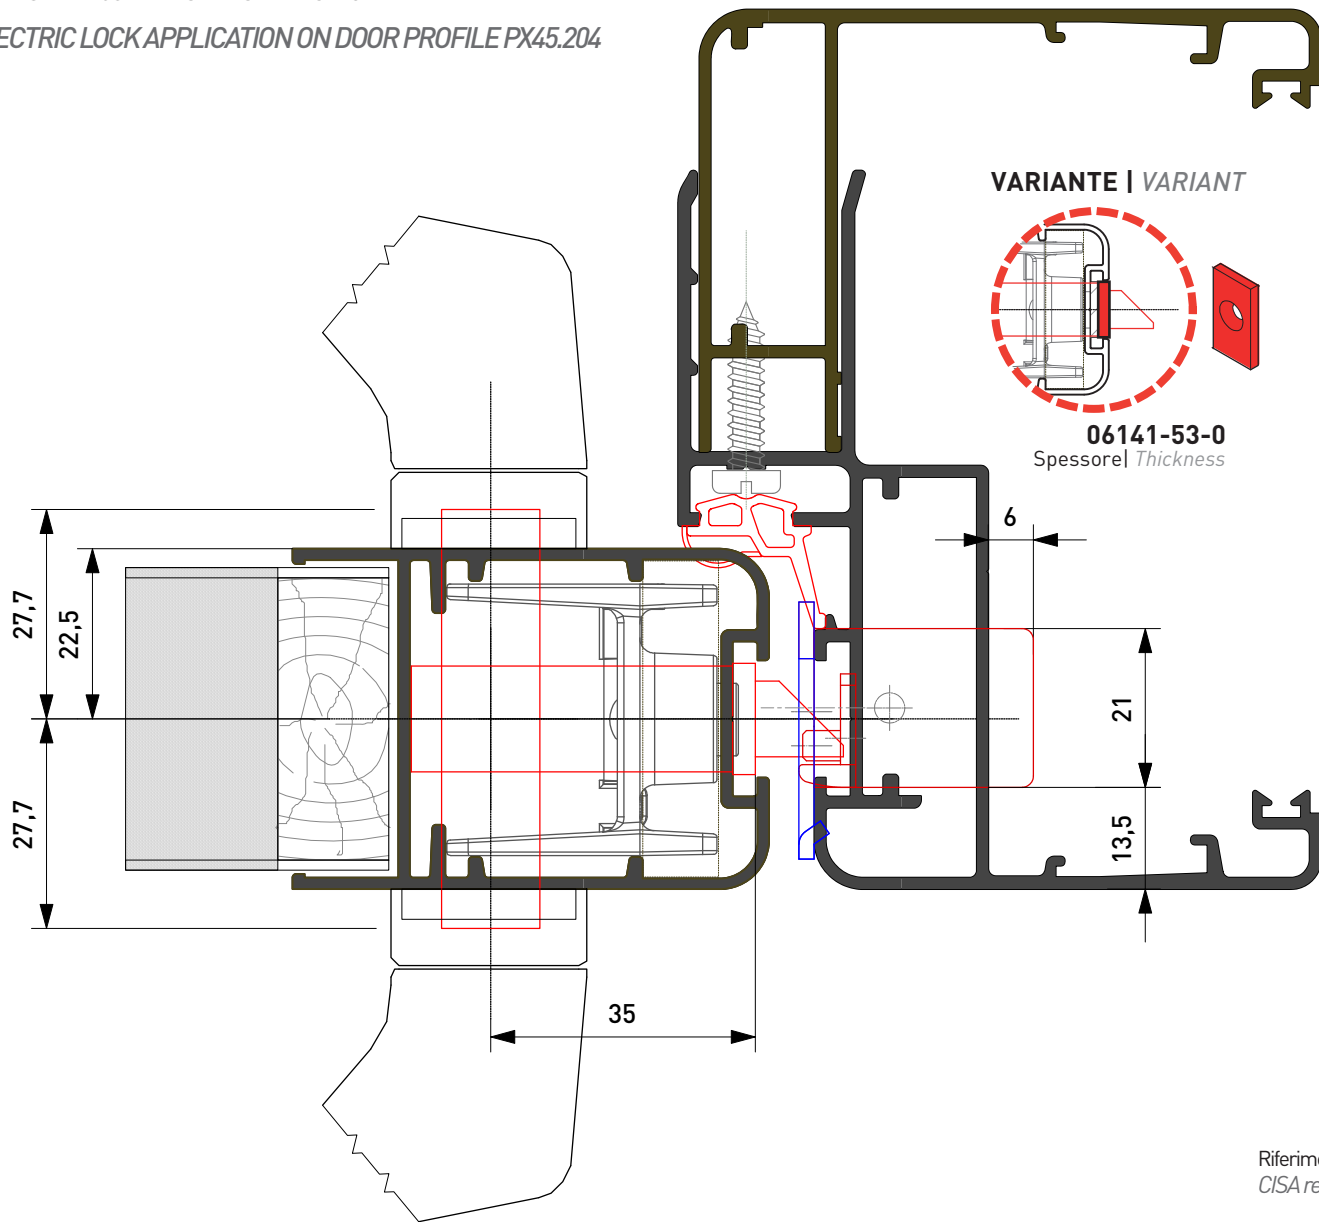 ECTRIC LOCK APPLICATION ON DOOR PROFILE PX45.204
VARIANTE | VARIANT
06141-53-0
Spessore| Thickness
6
27,7
22,5
21
27,7
13,5
35
Riferime
CISA re